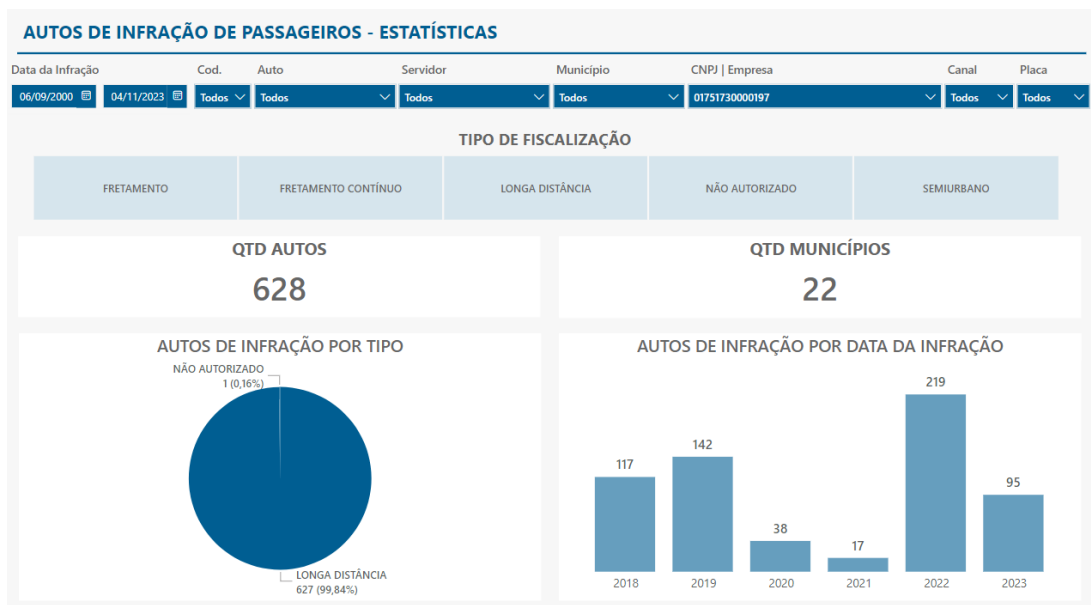 AUTOS DE INFRAÇÃO DE PASSAGEIROS - ESTATÍSTICAS
Data da Infração Cod. Auto Servidor Município CNPJ | Empresa Canal Placa
06/09/2000 04/11/2023 Todos Todos Todos Todos 01751730000197 Todos Todos
TIPO DE FISCALIZAÇÃO
FRETAMENTO FRETAMENTO CONTÍNUO LONGA DISTÂNCIA NÃO AUTORIZADO SEMIURBANO
QTD AUTOS
628
QTD MUNICÍPIOS
22
AUTOS DE INFRAÇÃO POR TIPO
NÃO AUTORIZADO
1 (0,16%)
LONGA DISTÂNCIA
627 (99,84%)
AUTOS DE INFRAÇÃO POR DATA DA INFRAÇÃO
117 142 38 17 219 95
2018 2019 2020 2021 2022 2023